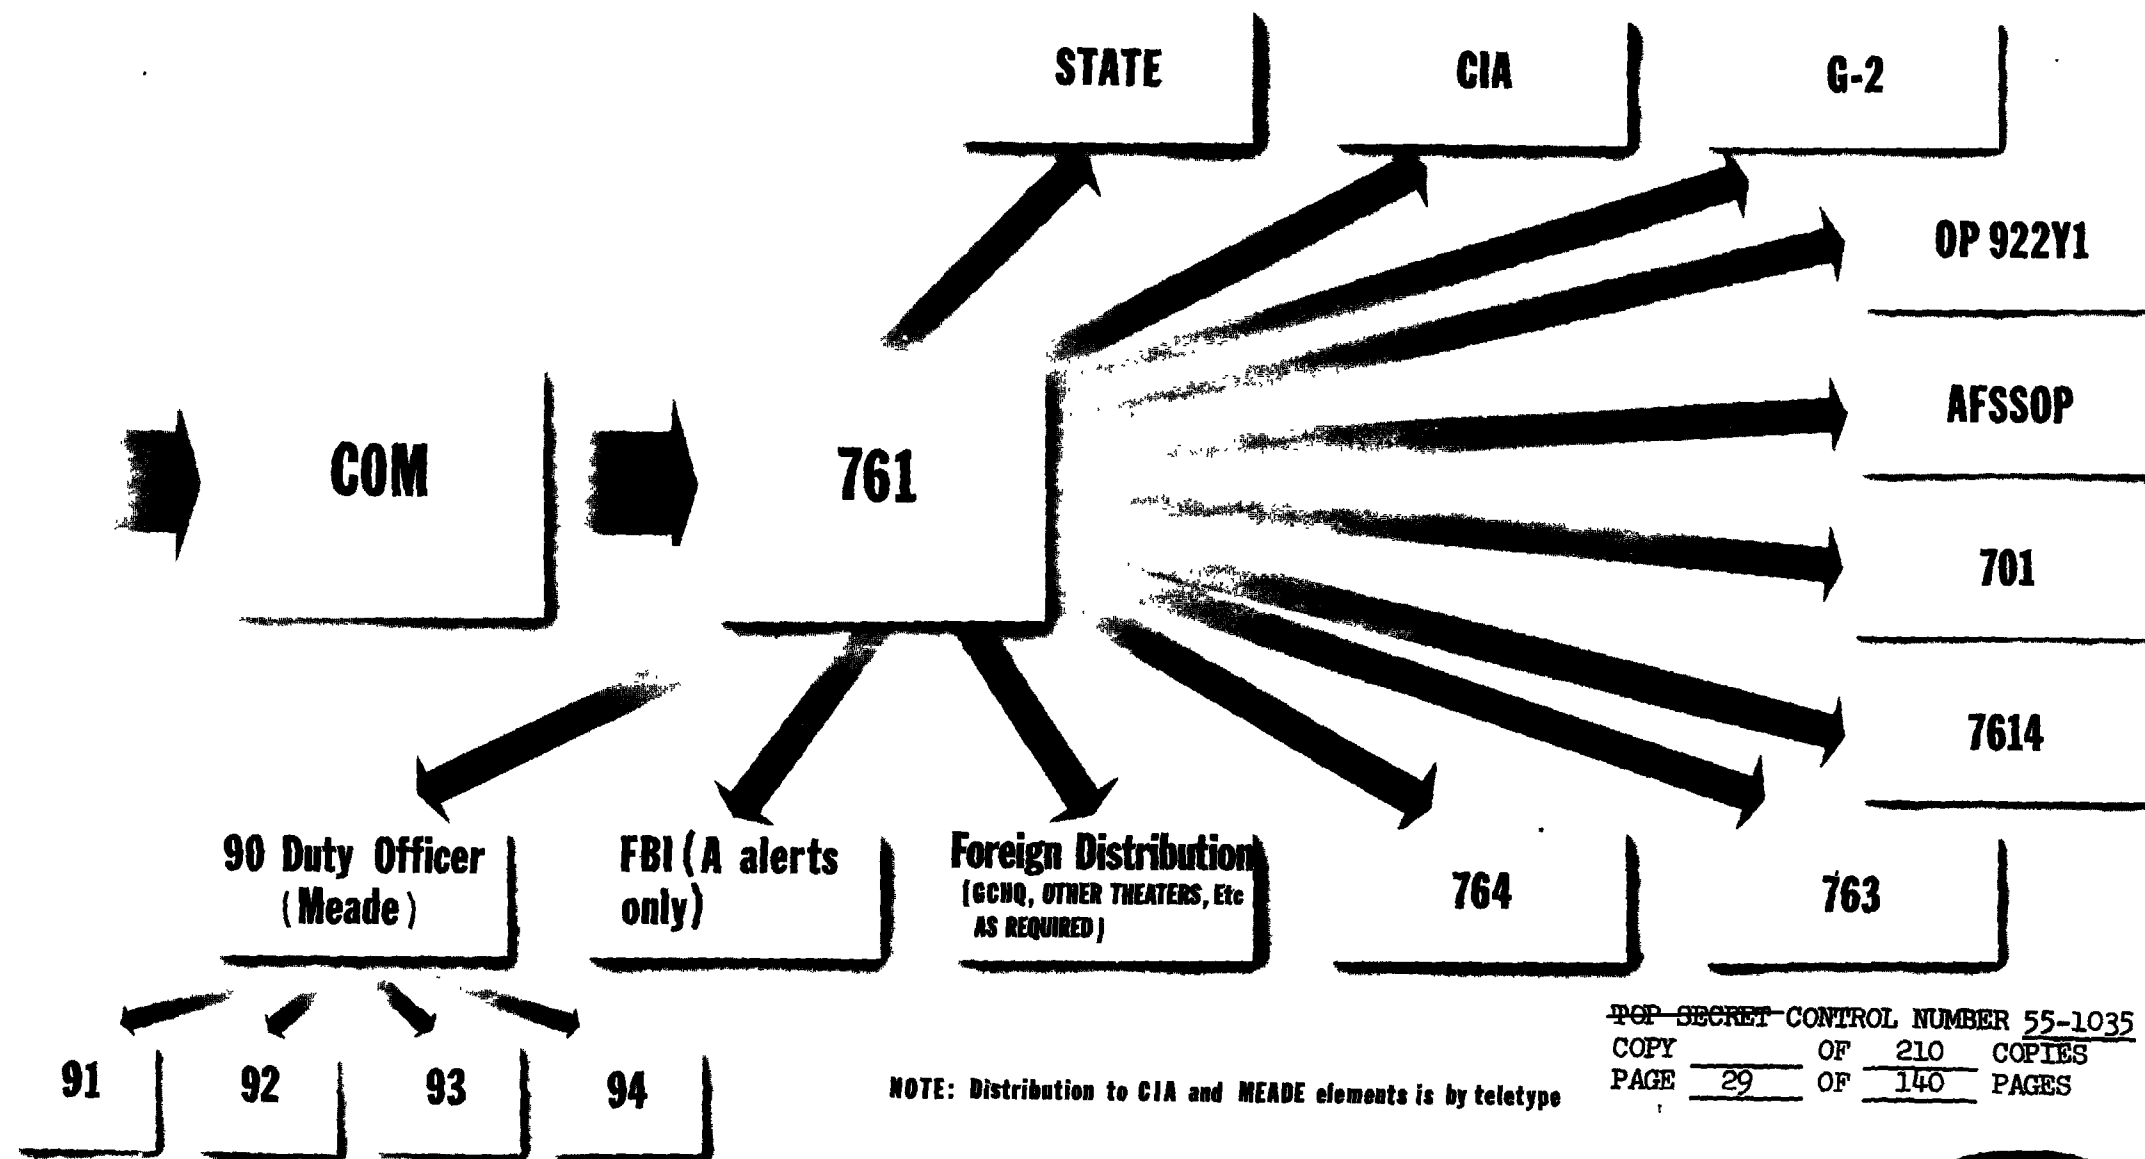 STATE
CIA
G-2
OP 922Y1
AFSSOP
COM
761
701
7614
90 Duty Officer
(Meade)
FBI (A alerts
only)
Foreign Distribution
(GCHQ, OTHER THEATERS, Etc
AS REQUIRED)
764
763
91
92
93
94
NOTE: Distribution to CIA and MEADE elements is by teletype
TOP SECRET CONTROL NUMBER 55-1035
COPY OF 210 COPIES
PAGE 29 OF 140 PAGES